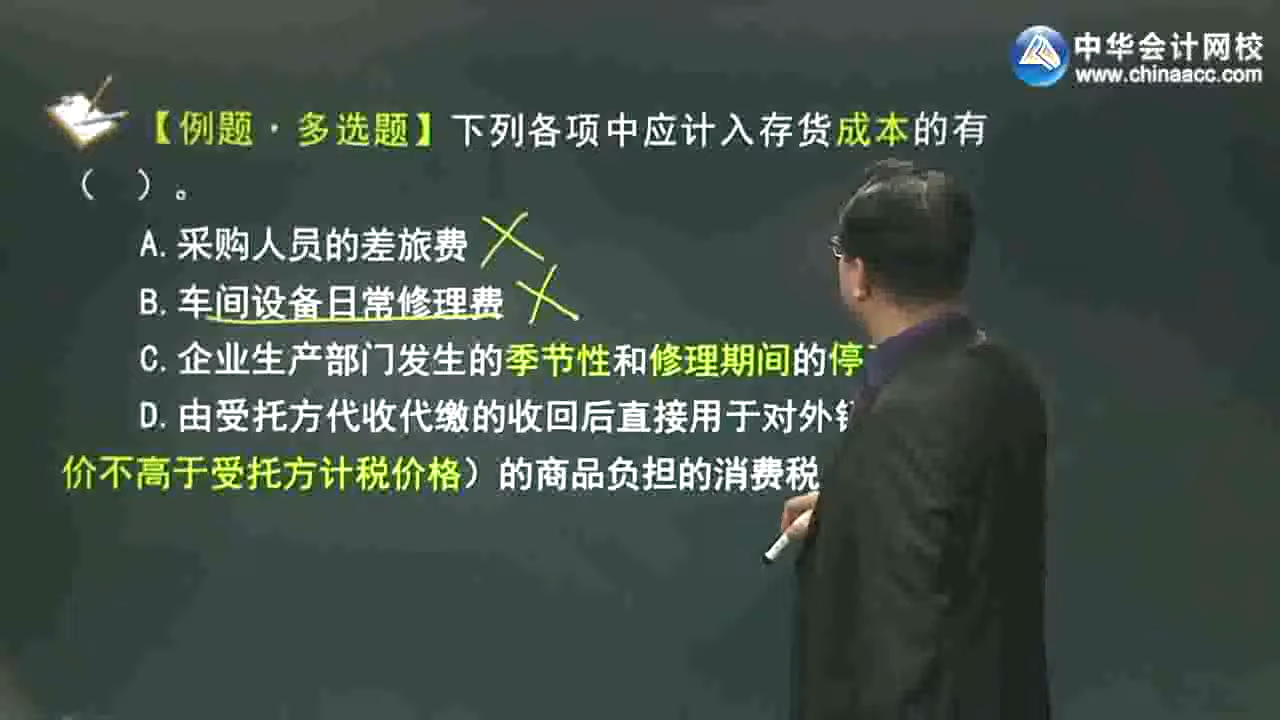 中华会计网校
www.chinaacc.com
【例题·多选题】下列各项中应计入存货成本的有
（ ）。
A.采购人员的差旅费
B.车间设备日常修理费
C.企业生产部门发生的季节性和修理期间的停
D.由受托方代收代缴的收回后直接用于对外
价不高于受托方计税价格）的商品负担的消费税